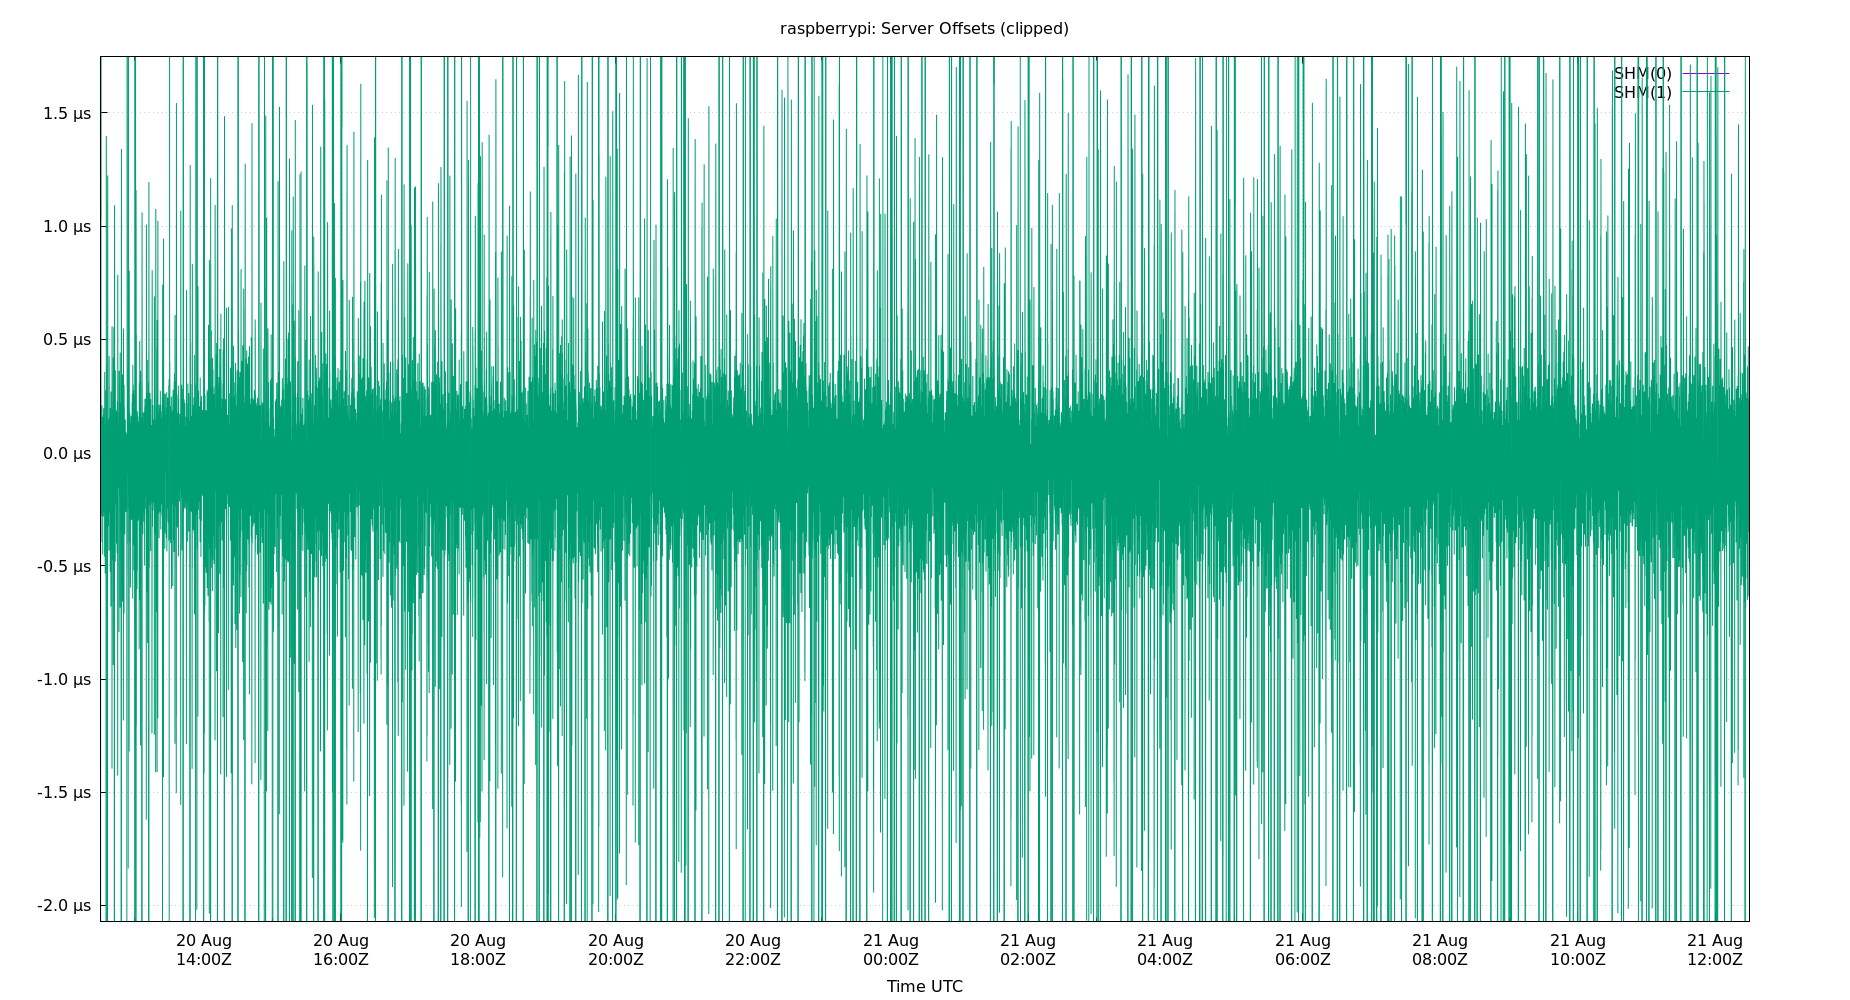 raspberrypi: Server Offsets (clipped)
SHM(0)
SHM(1)
1.5 µs
1.0 µs
0.5 µs
0.0 µs
-0.5 µs
-1.0 µs
-1.5 µs
-2.0 µs
20 Aug 20 Aug 20 Aug 20 Aug 20 Aug 21 Aug 21 Aug 21 Aug 21 Aug 21 Aug 21 Aug 21 Aug
14:00Z 16:00Z 18:00Z 20:00Z 22:00Z 00:00Z 02:00Z 04:00Z 06:00Z 08:00Z 10:00Z 12:00Z
Time UTC